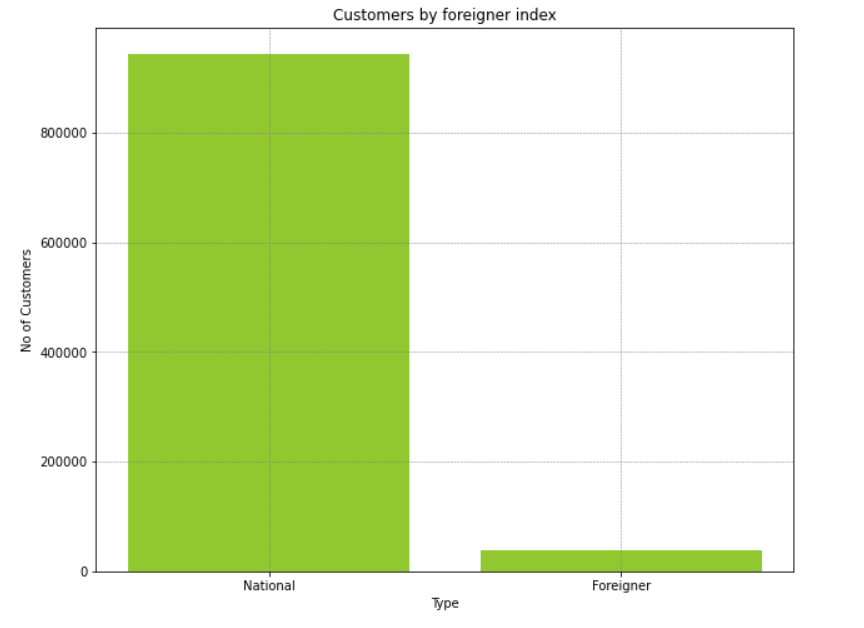 Customers by foreigner index
800000
600000
400000
200000
0
No of Customers
National
Foreigner
Type